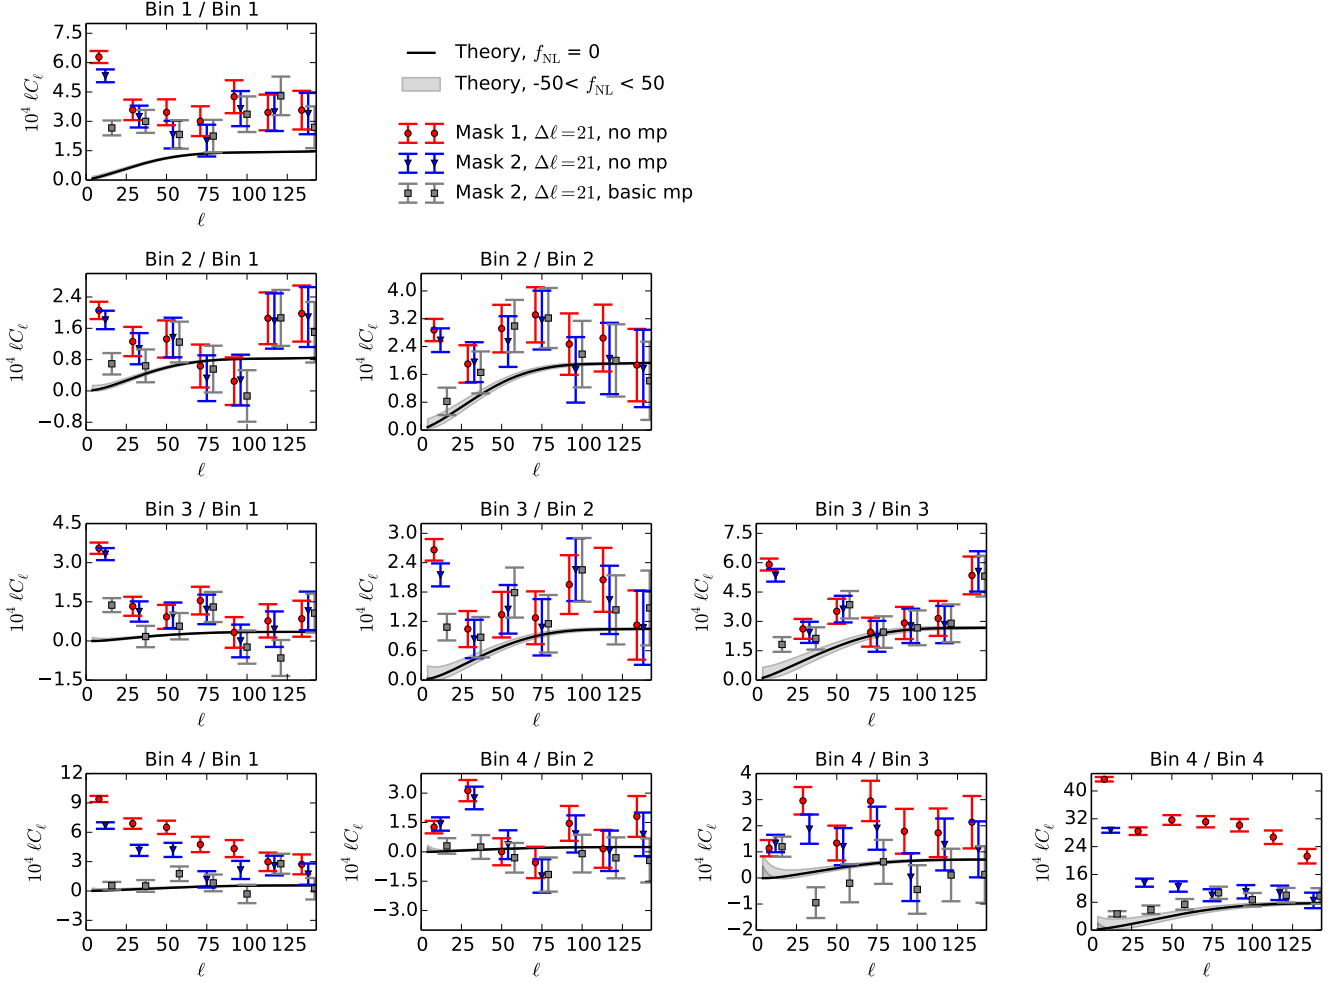 Bin 1 / Bin 1
7.5
6.0
4.5
3.0
1.5
0.0
10⁴ ℓCℓ
0 25 50 75 100 125
ℓ
Theory, fNL = 0
Theory, -50< fNL < 50
Mask 1, Δℓ=21, no mp
Mask 2, Δℓ=21, no mp
Mask 2, Δℓ=21, basic mp
Bin 2 / Bin 1
2.4
1.6
0.8
0.0
−0.8
10⁴ ℓCℓ
0 25 50 75 100 125
ℓ
Bin 2 / Bin 2
4.0
3.2
2.4
1.6
0.8
0.0
10⁴ ℓCℓ
0 25 50 75 100 125
ℓ
Bin 3 / Bin 1
4.5
3.0
1.5
0.0
−1.5
10⁴ ℓCℓ
0 25 50 75 100 125
ℓ
Bin 3 / Bin 2
3.0
2.4
1.8
1.2
0.6
0.0
10⁴ ℓCℓ
0 25 50 75 100 125
ℓ
Bin 3 / Bin 3
7.5
6.0
4.5
3.0
1.5
0.0
10⁴ ℓCℓ
0 25 50 75 100 125
ℓ
Bin 4 / Bin 1
12
9
6
3
0
−3
10⁴ ℓCℓ
0 25 50 75 100 125
ℓ
Bin 4 / Bin 2
3.0
1.5
0.0
−1.5
−3.0
10⁴ ℓCℓ
0 25 50 75 100 125
ℓ
Bin 4 / Bin 3
4
3
2
1
0
−1
−2
10⁴ ℓCℓ
0 25 50 75 100 125
ℓ
Bin 4 / Bin 4
40
32
24
16
8
0
10⁴ ℓCℓ
0 25 50 75 100 125
ℓ